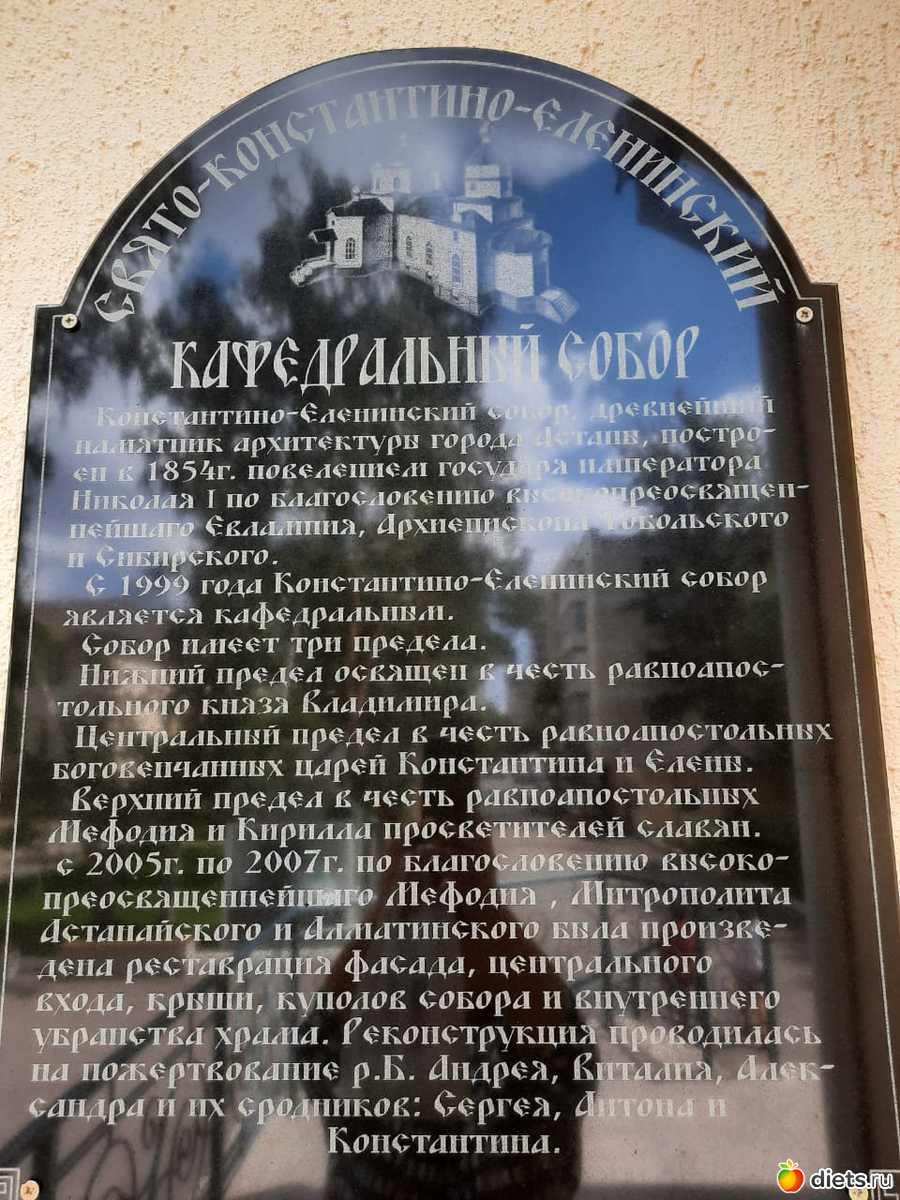 СВЯТО-КОНСТАНТИНО-ЕЛЕНИНСКИЙ
КАФЕДРАЛЬНЫЙ СОБОР
Константино-Еленинский собор, древнейший
памятник архитектуры города Астаны, постро-
ен в 1854г. повелением государя императора
Николая I по благословению высокопреосвящен-
нейшаго Евлампия, Архиепископа Тобольского
и Сибирского.
С 1999 года Константино-Еленинский собор
является кафедральным.
Собор имеет три предела.
Нижний предел освящен в честь равноапос-
тольного князя Владимира.
Центральный предел в честь равноапостольных
боговенчанных царей Константина и Елены.
Верхний предел в честь равноапостольных
Мефодия и Кирилла просветителей славян.
с 2005г. по 2007г. по благословению высоко-
преосвященнейшаго Мефодия , Митрополита
Астанайского и Алматинского была произве-
дена реставрация фасада, центрального
входа, крыши, куполов собора и внутреннего
убранства храма. Реконструкция проводилась
на пожертвование р.Б. Андрея, Виталия, Алек-
сандра и их сродников: Сергея, Антона и
Константина.
diets.ru